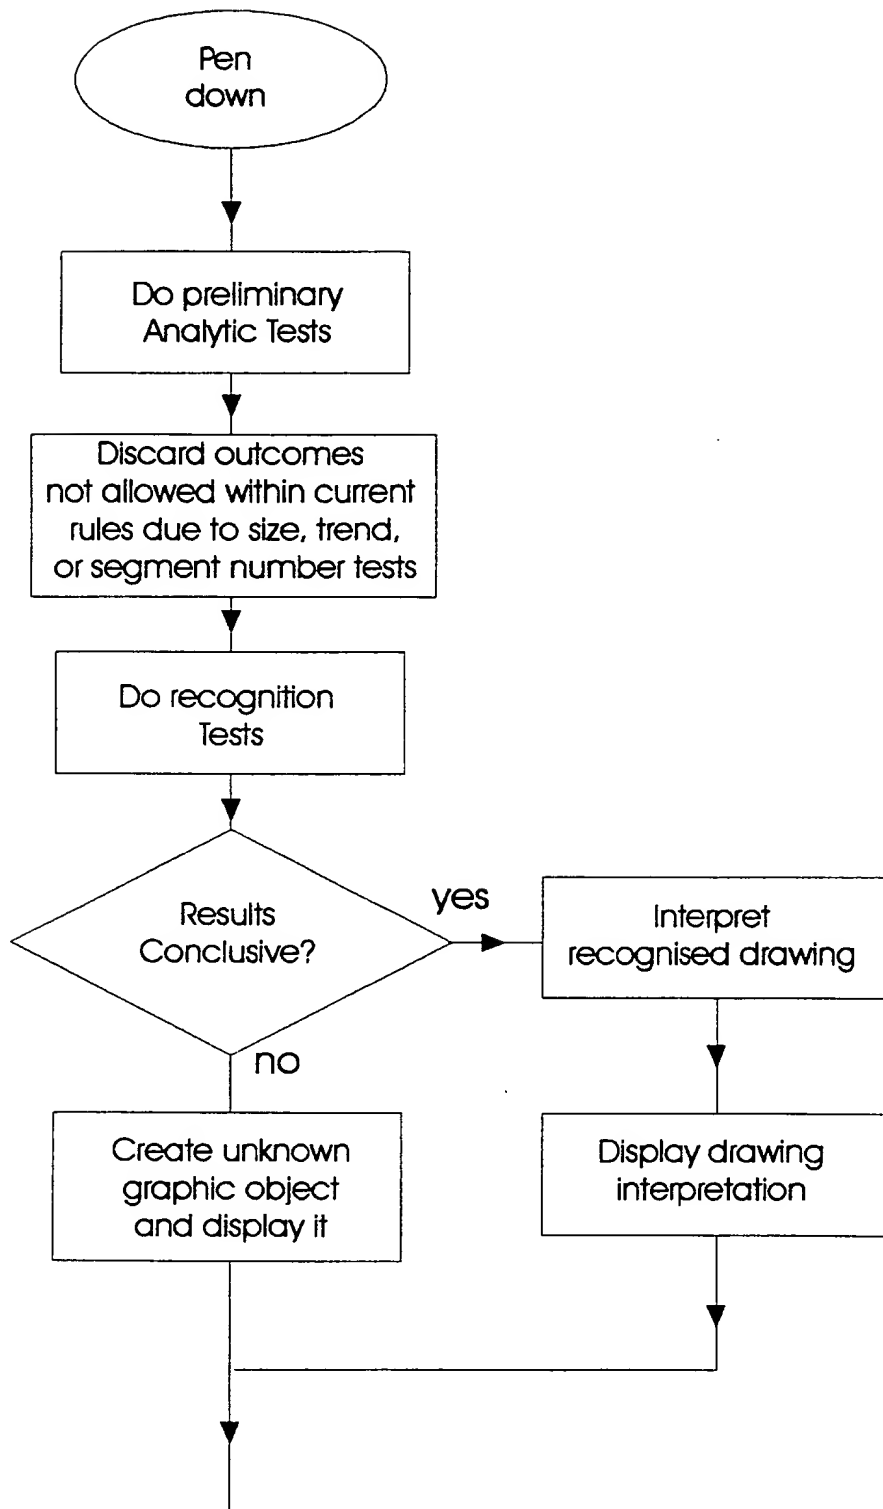 Pen
down
Do preliminary
Analytic Tests
Discard outcomes
not allowed within current
rules due to size, trend,
or segment number tests
Do recognition
Tests
Results
Conclusive?
yes
Interpret
recognised drawing
no
Create unknown
graphic object
and display it
Display drawing
interpretation